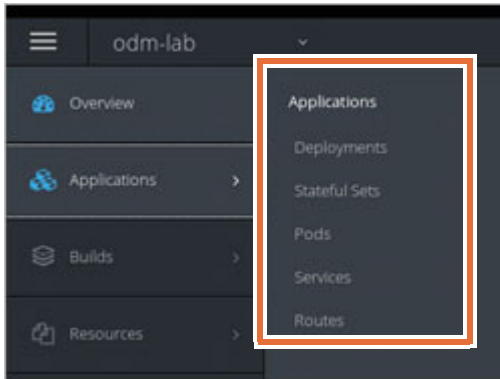 odm-lab
Overview
Applications
Builds
Resources
Applications
Deployments
Stateful Sets
Pods
Services
Routes